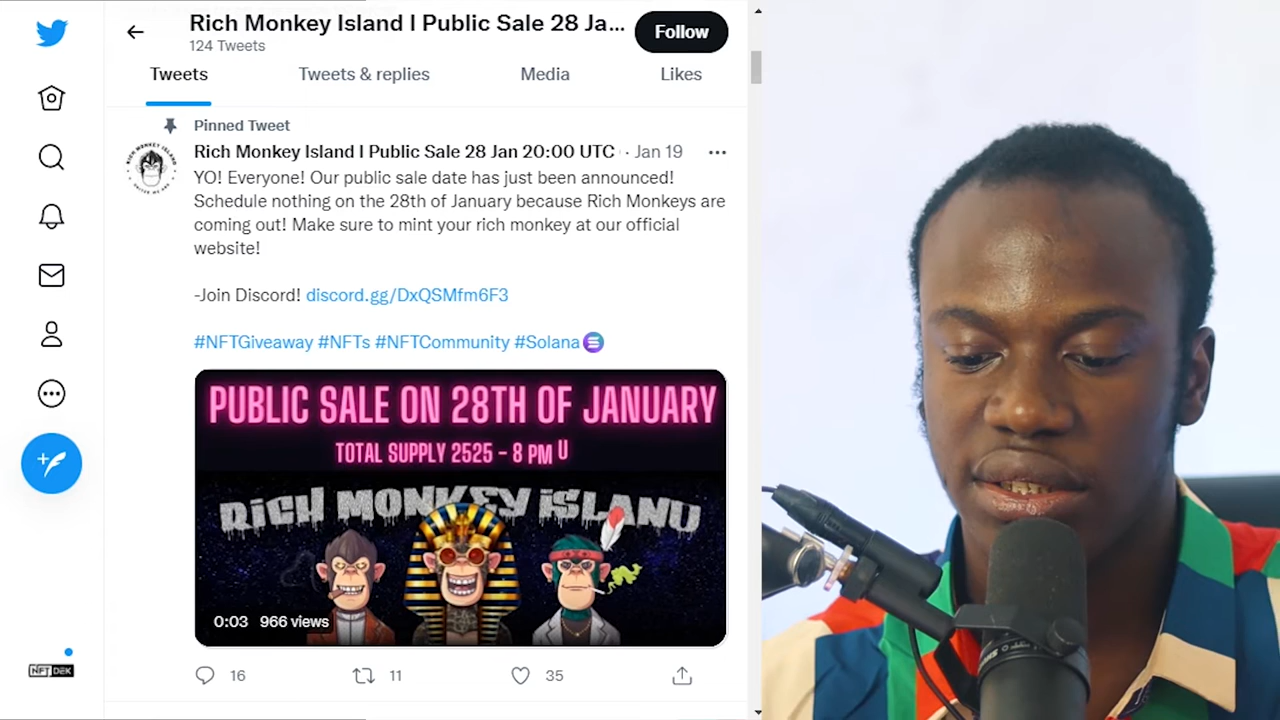 Rich Monkey Island I Public Sale 28 Ja...
124 Tweets
Follow
Tweets
Tweets & replies
Media
Likes
Pinned Tweet
Rich Monkey Island I Public Sale 28 Jan 20:00 UTC · Jan 19
YO! Everyone! Our public sale date has just been announced!
Schedule nothing on the 28th of January because Rich Monkeys are
coming out! Make sure to mint your rich monkey at our official
website!
-Join Discord! discord.gg/DxQSMfm6F3
#NFTGiveaway #NFTs #NFTCommunity #Solana
PUBLIC SALE ON 28TH OF JANUARY
TOTAL SUPPLY 2525 - 8 PM U
RiCH MONKEY iSLAND
0:03 966 views
16
11
35
NFT DEK